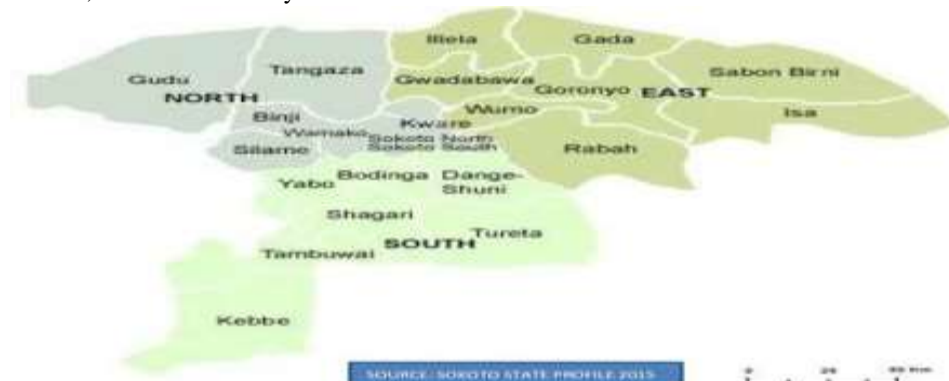 Illela
Gada
Gudu
Tangaza
Gwadabawa
Sabon Birni
NORTH
Goronyo
EAST
Binji
Wurno
Isa
Wamako
Kware
Sokoto North
Silame
Sokoto South
Rabah
Yabo
Bodinga
Dange-
Shuni
Shagari
Tureta
Tambuwal
SOUTH
Kebbe
SOURCE: SOKOTO STATE PROFILE 2015
0